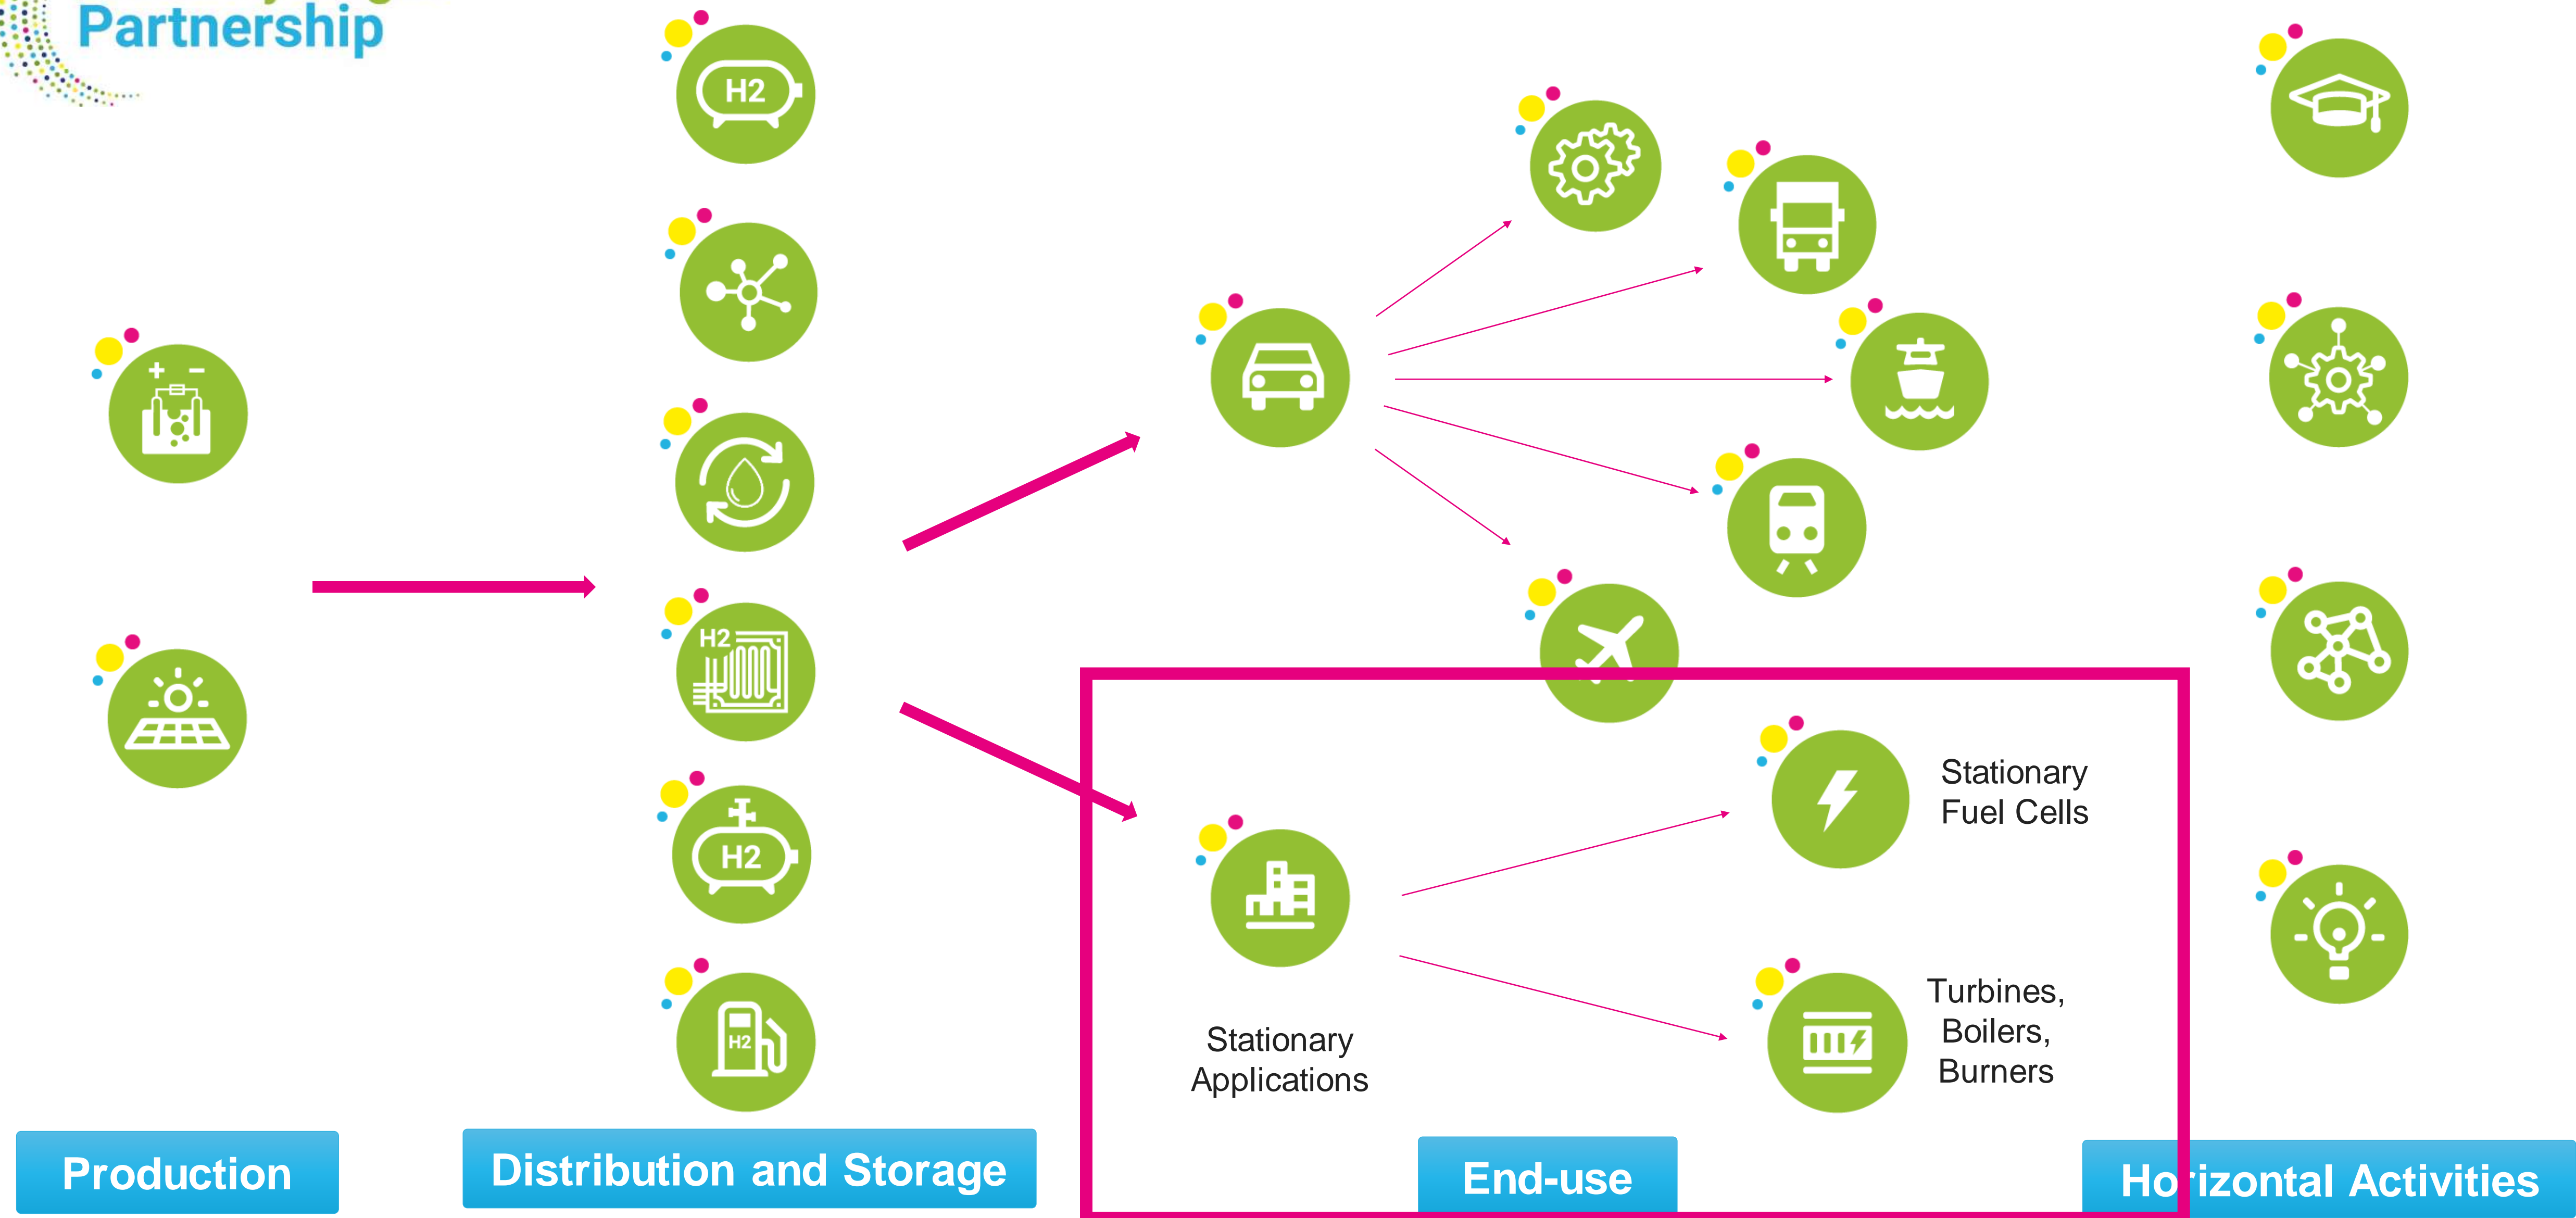 Partnership
H2
H2
H2
H2
+ −
Stationary
Fuel Cells
Turbines,
Boilers,
Burners
Stationary
Applications
Production
Distribution and Storage
End-use
Horizontal Activities